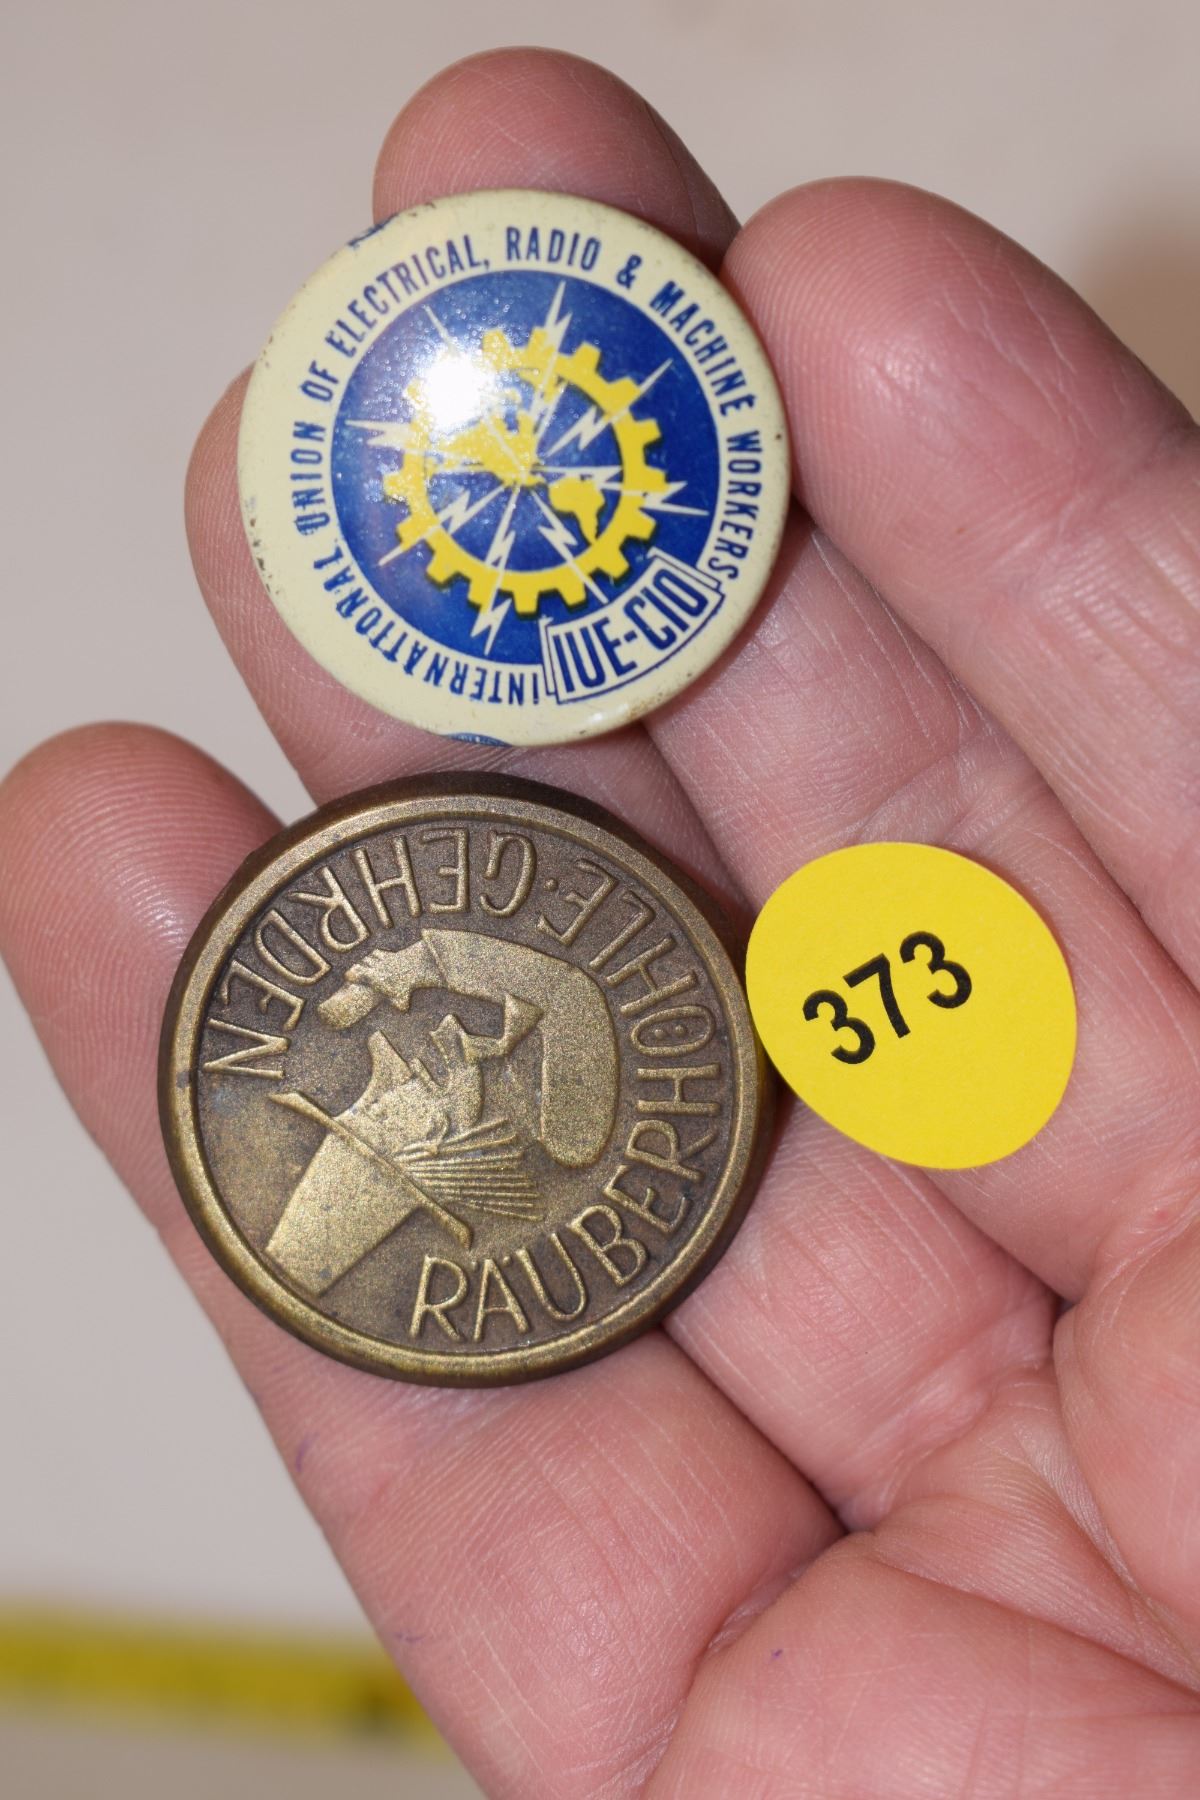 INTERNATIONAL UNION OF ELECTRICAL, RADIO & MACHINE WORKERS
IUE-CIO
RÄUBERHÖHLE·GEHRDEN
373